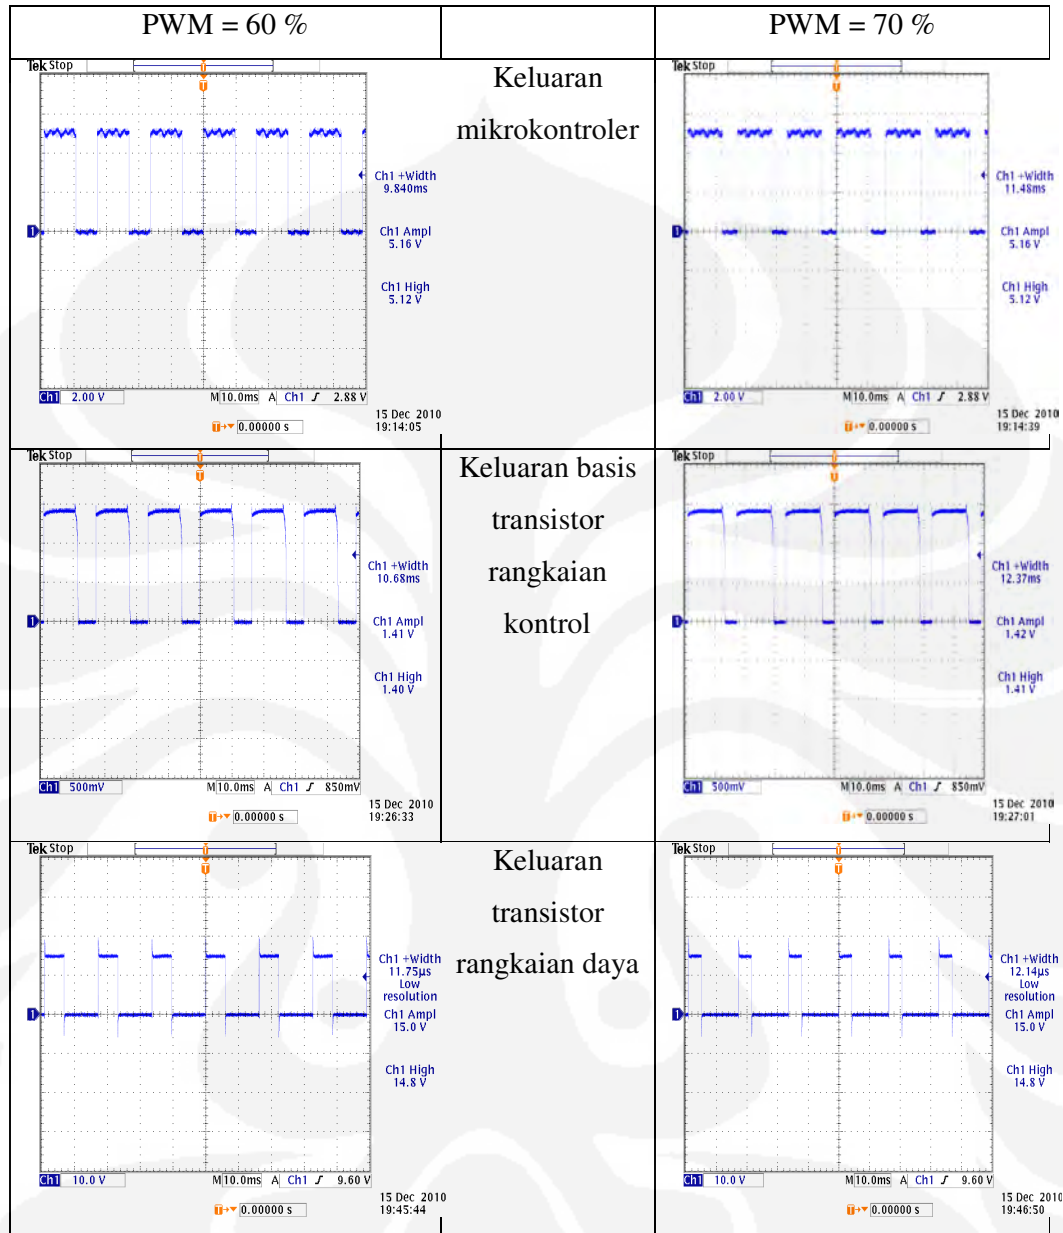 PWM = 60 %
PWM = 70 %
Tek Stop
T
1
Ch1 +Width
9.840ms
Ch1 Ampl
5.16 V
Ch1 High
5.12 V
Ch1 2.00 V M 10.0ms A Ch1 ∫ 2.88 V
15 Dec 2010
19:14:05
T→▼ 0.00000 s
Keluaran
mikrokontroler
Tek Stop
T
1
Ch1 +Width
11.48ms
Ch1 Ampl
5.16 V
Ch1 High
5.12 V
Ch1 2.00 V M 10.0ms A Ch1 ∫ 2.88 V
15 Dec 2010
19:14:39
T→▼ 0.00000 s
Tek Stop
T
1
Ch1 +Width
10.68ms
Ch1 Ampl
1.41 V
Ch1 High
1.40 V
Ch1 500mV M 10.0ms A Ch1 ∫ 850mV
15 Dec 2010
19:26:33
T→▼ 0.00000 s
Keluaran basis
transistor
rangkaian
kontrol
Tek Stop
T
1
Ch1 +Width
12.37ms
Ch1 Ampl
1.42 V
Ch1 High
1.41 V
Ch1 500mV M 10.0ms A Ch1 ∫ 850mV
15 Dec 2010
19:27:01
T→▼ 0.00000 s
Tek Stop
T
1
Ch1 +Width
11.75µs
Low
resolution
Ch1 Ampl
15.0 V
Ch1 High
14.8 V
Ch1 10.0 V M 10.0ms A Ch1 ∫ 9.60 V
15 Dec 2010
19:45:44
T→▼ 0.00000 s
Keluaran
transistor
rangkaian daya
Tek Stop
T
1
Ch1 +Width
12.14µs
Low
resolution
Ch1 Ampl
15.0 V
Ch1 High
14.8 V
Ch1 10.0 V M 10.0ms A Ch1 ∫ 9.60 V
15 Dec 2010
19:46:50
T→▼ 0.00000 s